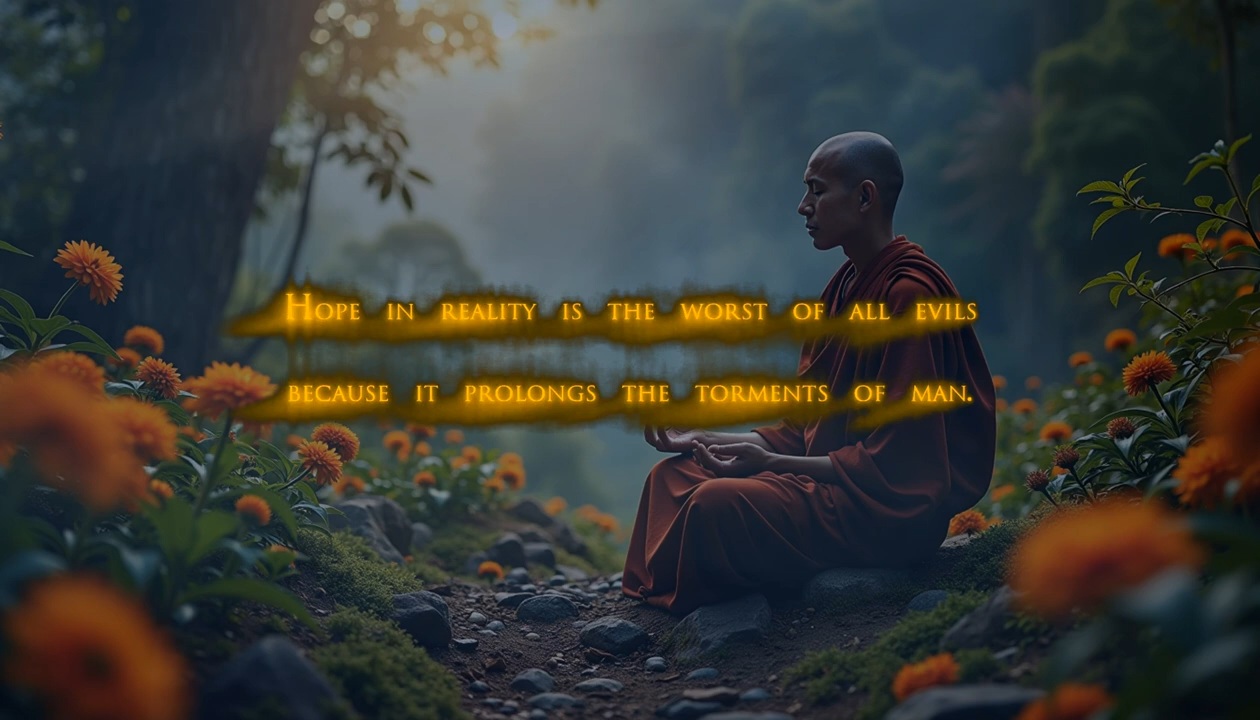 Hope in reality is the worst of all evils
because it prolongs the torments of man.